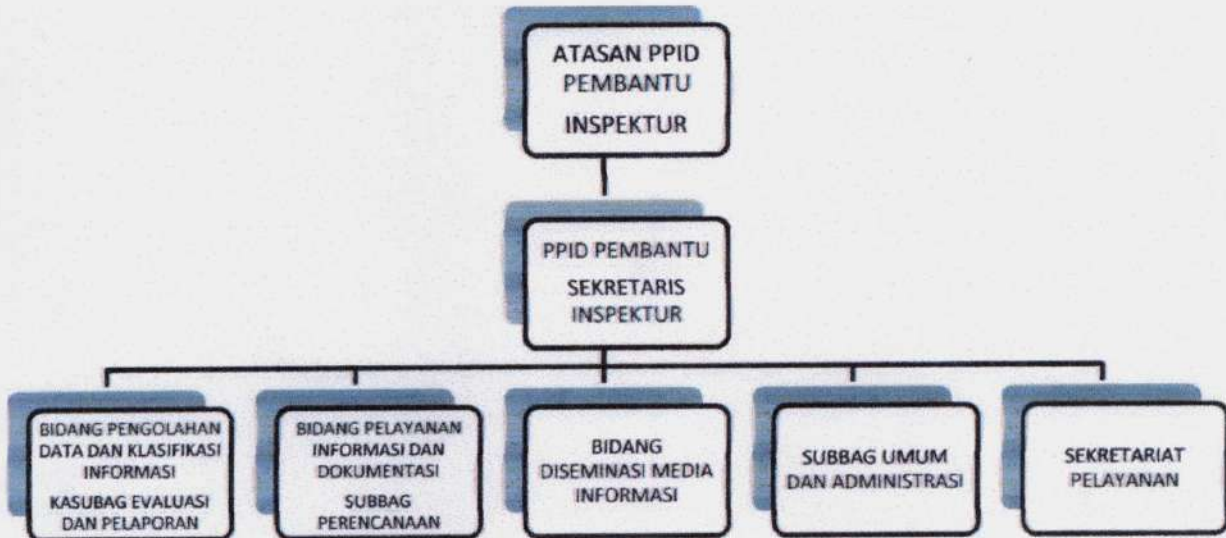 ATASAN PPID
PEMBANTU
INSPEKTUR
PPID PEMBANTU
SEKRETARIS
INSPEKTUR
BIDANG PENGOLAHAN
DATA DAN KLASIFIKASI
INFORMASI
KASUBAG EVALUASI
DAN PELAPORAN
BIDANG PELAYANAN
INFORMASI DAN
DOKUMENTASI
SUBBAG
PERENCANAAN
BIDANG
DISEMINASI MEDIA
INFORMASI
SUBBAG UMUM
DAN ADMINISTRASI
SEKRETARIAT
PELAYANAN